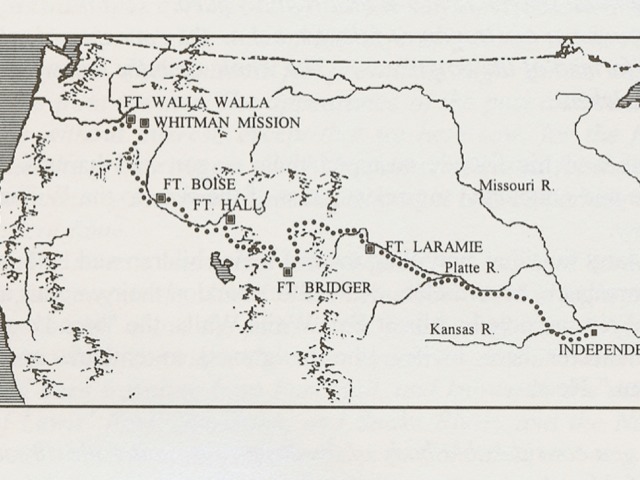 FT. WALLA WALLA
WHITMAN MISSION
FT. BOISE
FT. HALL
Missouri R.
FT. LARAMIE
Platte R.
FT. BRIDGER
Kansas R.
INDEPENDE